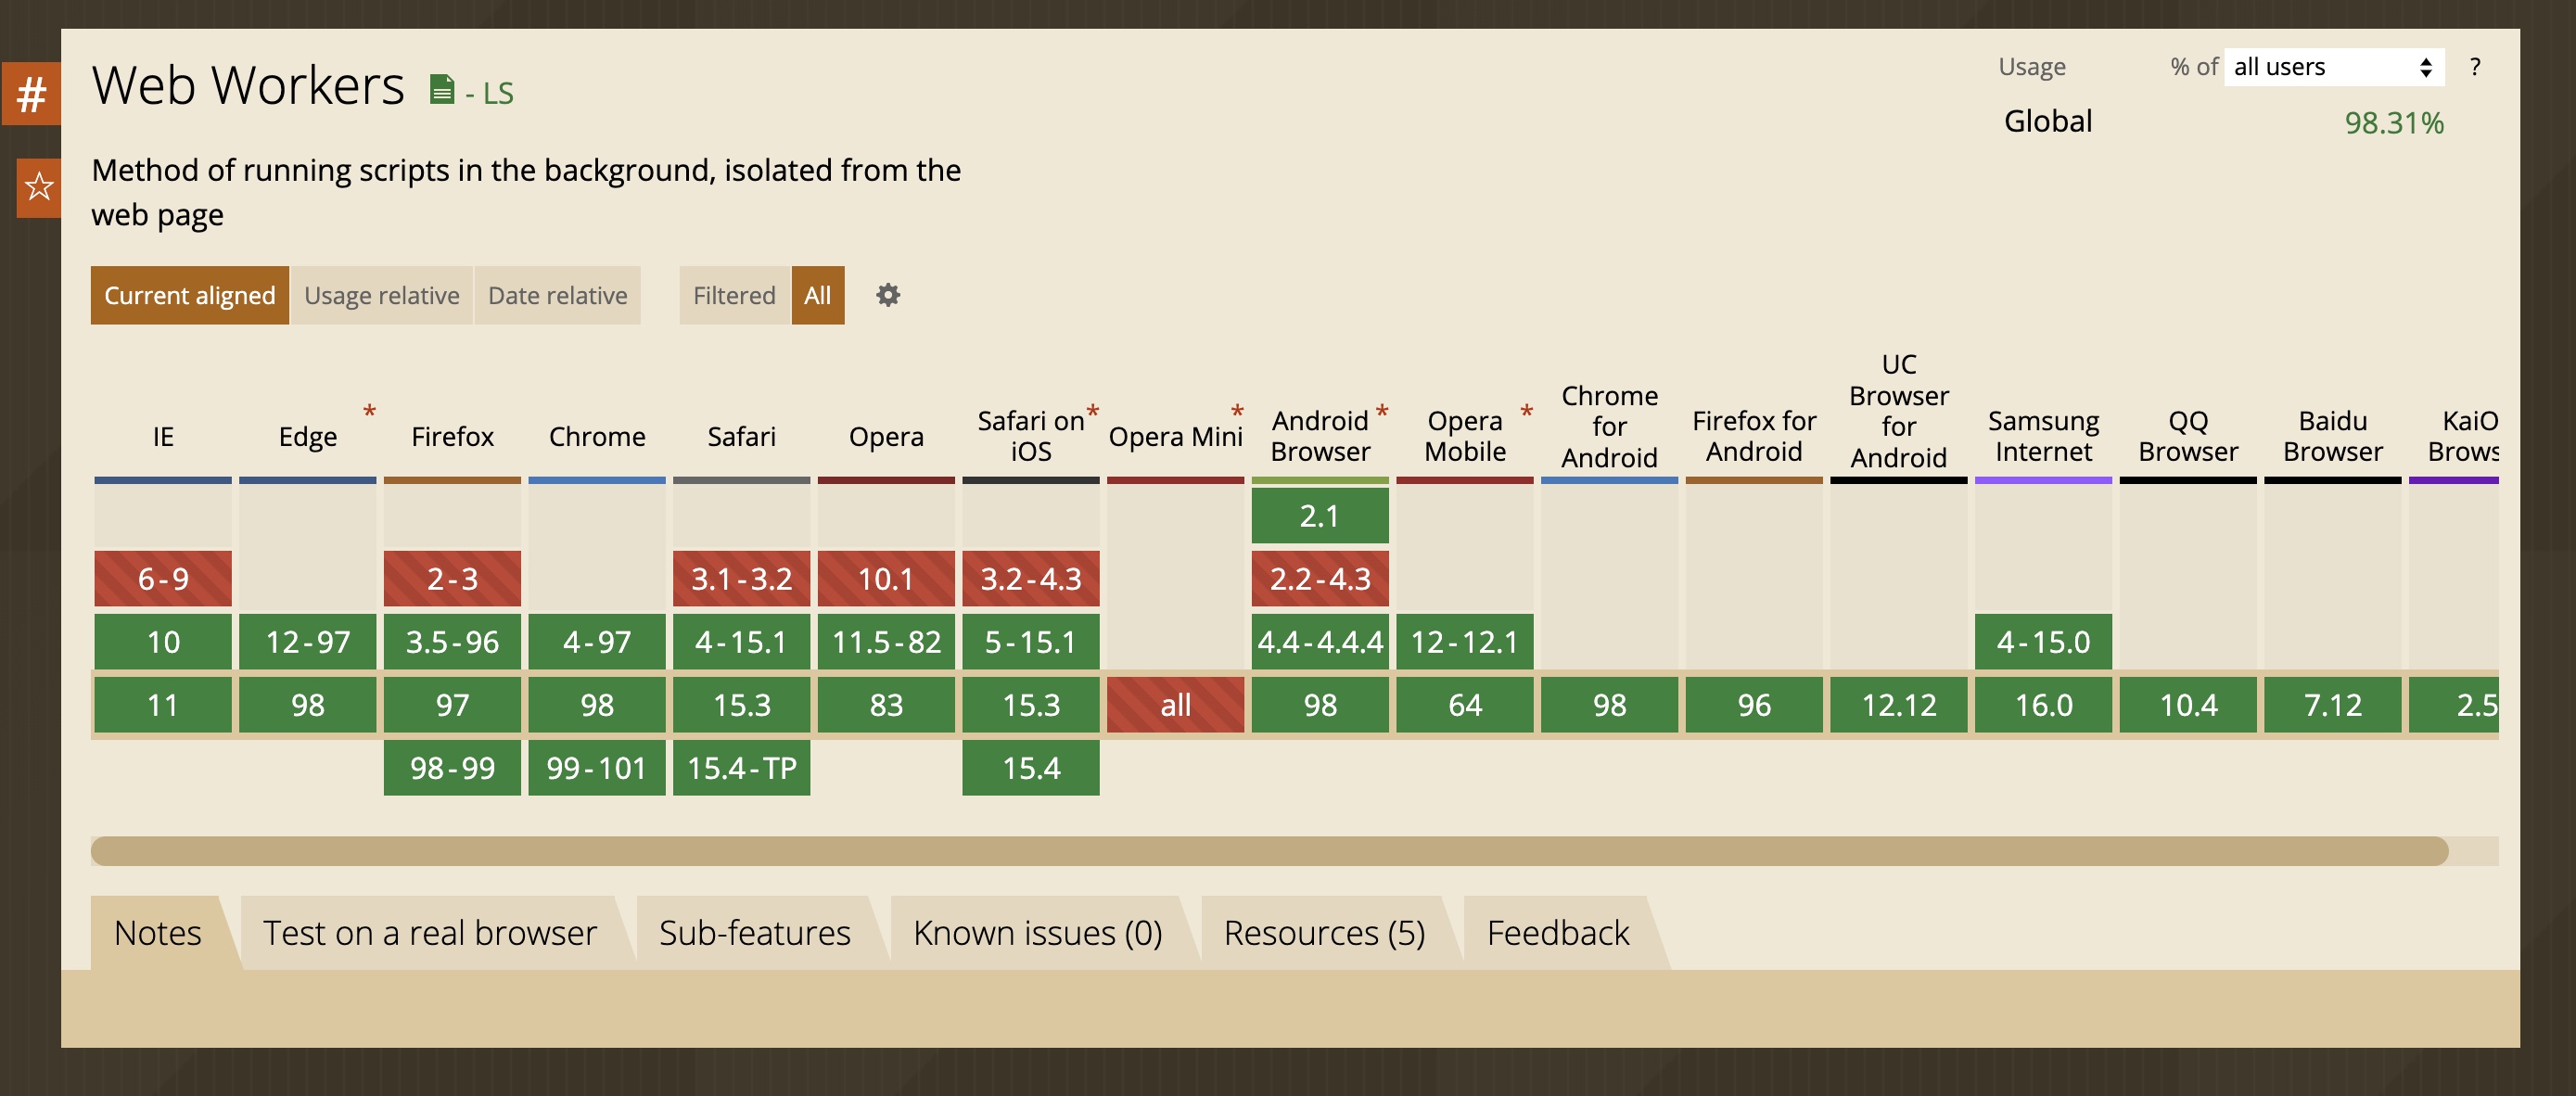 #
Web Workers - LS
Usage % of all users ?
Global 98.31%
Method of running scripts in the background, isolated from the
web page
Current aligned Usage relative Date relative Filtered All
IE
Edge *
Firefox
Chrome
Safari
Opera
Safari on *
iOS
Opera Mini *
Android *
Browser
Opera *
Mobile
Chrome
for
Android
Firefox for
Android
UC
Browser
for
Android
Samsung
Internet
QQ
Browser
Baidu
Browser
KaiO
Brows
2.1
6-9 2-3 3.1-3.2 10.1 3.2-4.3 2.2-4.3
10 12-97 3.5-96 4-97 4-15.1 11.5-82 5-15.1 4.4-4.4.4 12-12.1 4-15.0
11 98 97 98 15.3 83 15.3 all 98 64 98 96 12.12 16.0 10.4 7.12 2.5
98-99 99-101 15.4-TP 15.4
Notes Test on a real browser Sub-features Known issues (0) Resources (5) Feedback